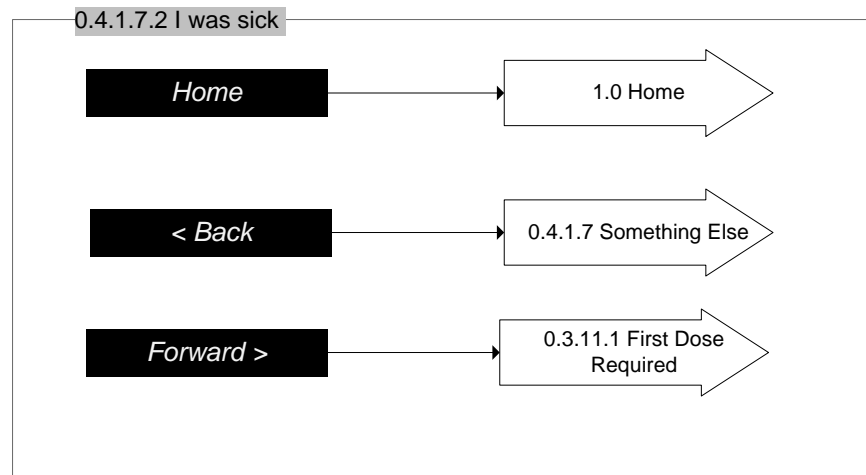 0.4.1.7.2 I was sick
Home
1.0 Home
< Back
0.4.1.7 Something Else
Forward >
0.3.11.1 First Dose
Required